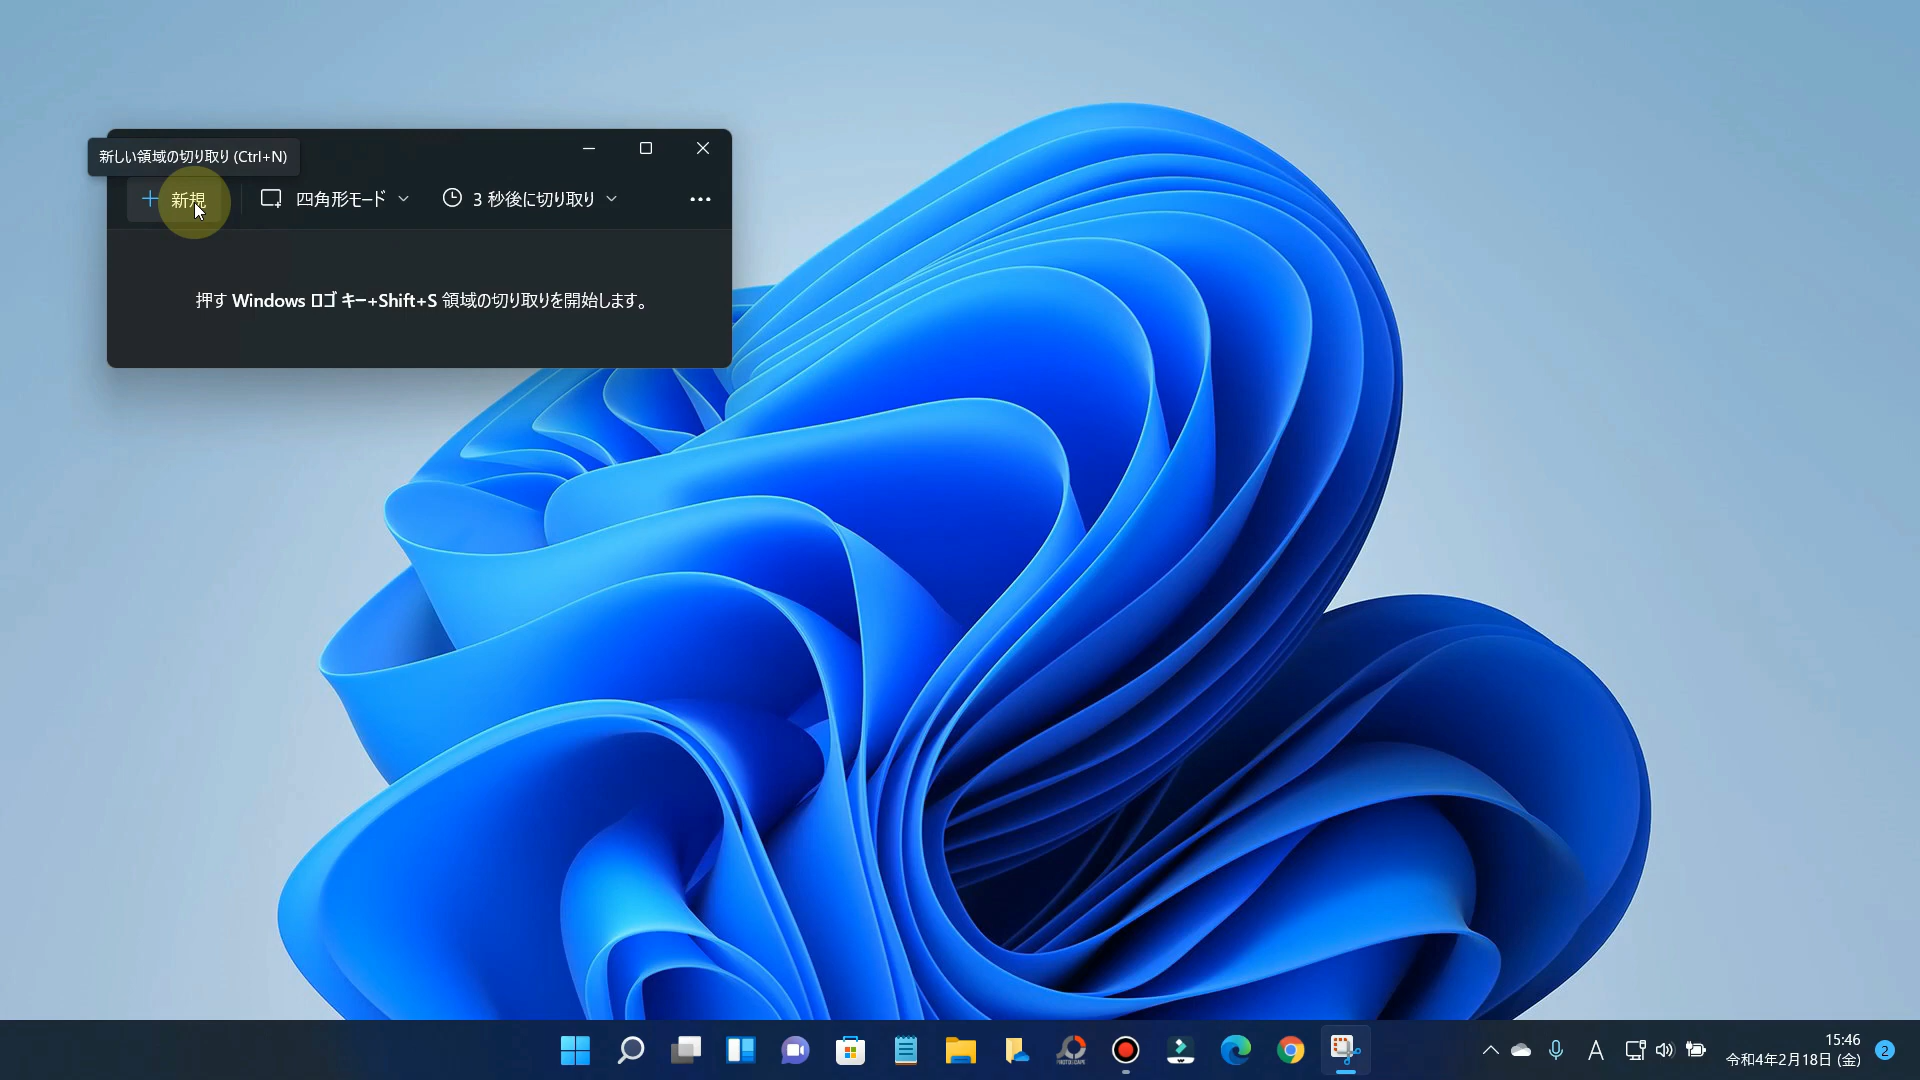 新しい領域の切り取り (Ctrl+N)
新規
四角形モード
3 秒後に切り取り
押す Windows ロゴ キー+Shift+S 領域の切り取りを開始します。
A
15:46
令和4年2月18日 (金)
2